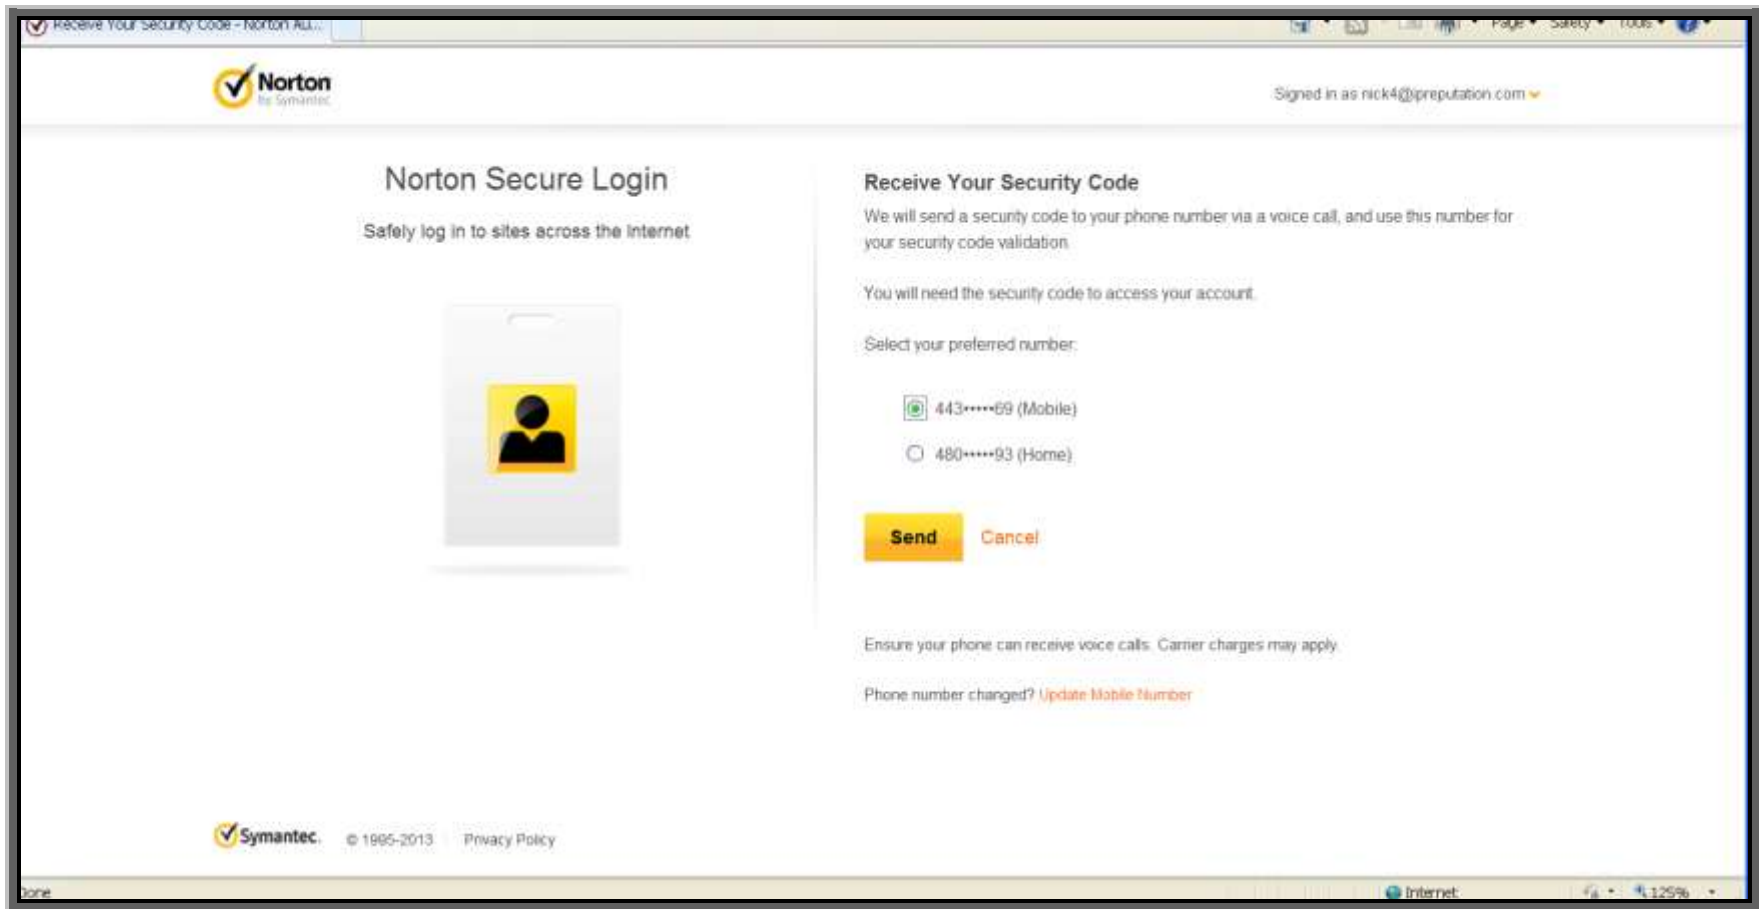 Receive Your Security Code - Norton ALL...
Page Safety Tools
Norton
by Symantec
Signed in as nick4@ipreputation.com
Norton Secure Login
Safely log in to sites across the Internet
Receive Your Security Code
We will send a security code to your phone number via a voice call, and use this number for
your security code validation.
You will need the security code to access your account.
Select your preferred number:
443•••••69 (Mobile)
480•••••93 (Home)
Send Cancel
Ensure your phone can receive voice calls. Carrier charges may apply.
Phone number changed? Update Mobile Number
Symantec. © 1995-2013 Privacy Policy
Done Internet 125%